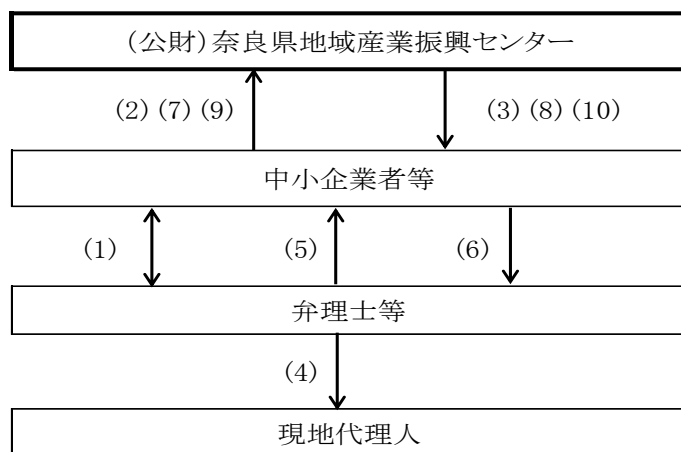 (公財)奈良県地域産業振興センター
(2) (7) (9)
(3) (8) (10)
中小企業者等
(1)
(5)
(6)
弁理士等
(4)
現地代理人